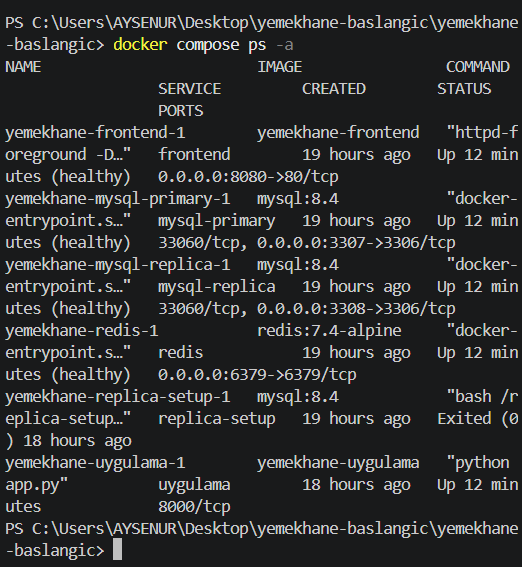 PS C:\Users\AYSENUR\Desktop\yemekhane-baslangic\yemekhane
-baslangic> docker compose ps -a
NAME IMAGE COMMAND
SERVICE CREATED STATUS
PORTS
yemekhane-frontend-1 yemekhane-frontend "httpd-f
oreground -D…" frontend 19 hours ago Up 12 min
utes (healthy) 0.0.0.0:8080->80/tcp
yemekhane-mysql-primary-1 mysql:8.4 "docker-
entrypoint.s…" mysql-primary 19 hours ago Up 12 min
utes (healthy) 33060/tcp, 0.0.0.0:3307->3306/tcp
yemekhane-mysql-replica-1 mysql:8.4 "docker-
entrypoint.s…" mysql-replica 19 hours ago Up 12 min
utes (healthy) 33060/tcp, 0.0.0.0:3308->3306/tcp
yemekhane-redis-1 redis:7.4-alpine "docker-
entrypoint.s…" redis 19 hours ago Up 12 min
utes (healthy) 0.0.0.0:6379->6379/tcp
yemekhane-replica-setup-1 mysql:8.4 "bash /r
eplica-setup…" replica-setup 19 hours ago Exited (0
) 18 hours ago
yemekhane-uygulama-1 yemekhane-uygulama "python
app.py" uygulama 18 hours ago Up 12 min
utes 8000/tcp
PS C:\Users\AYSENUR\Desktop\yemekhane-baslangic\yemekhane
-baslangic>